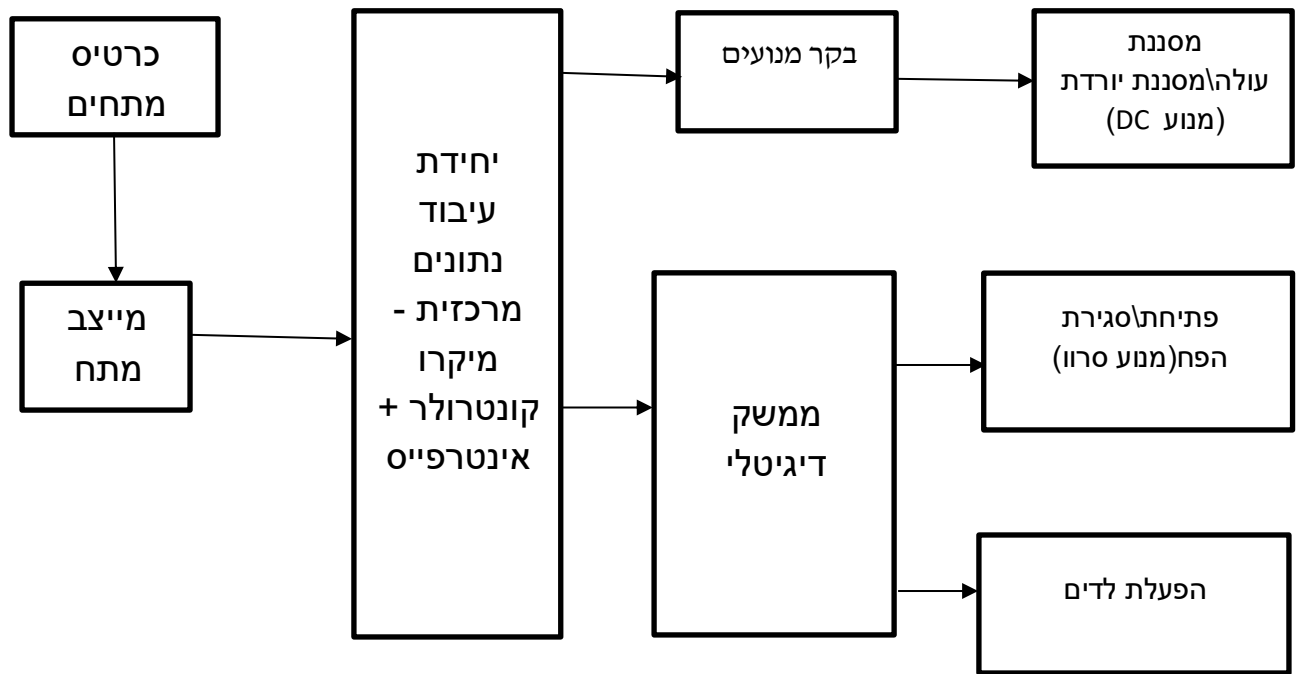 כרטיס
מתחים
מייצב
מתח
יחידת
עיבוד
נתונים
מרכזית -
מיקרו
קונטרולר +
אינטרפייס
בקר מנועים
מסננת
עולה\מסננת יורדת
(מנוע DC)
ממשק
דיגיטלי
פתיחת\סגירת
הפח(מנוע סרוו)
הפעלת לדים